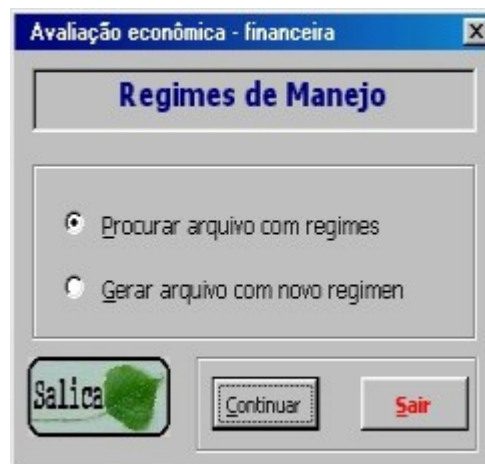 Avaliação econômica - financeira
Regimes de Manejo
Procurar arquivo com regimes
Gerar arquivo com novo regimen
Salica
Continuar
Sair